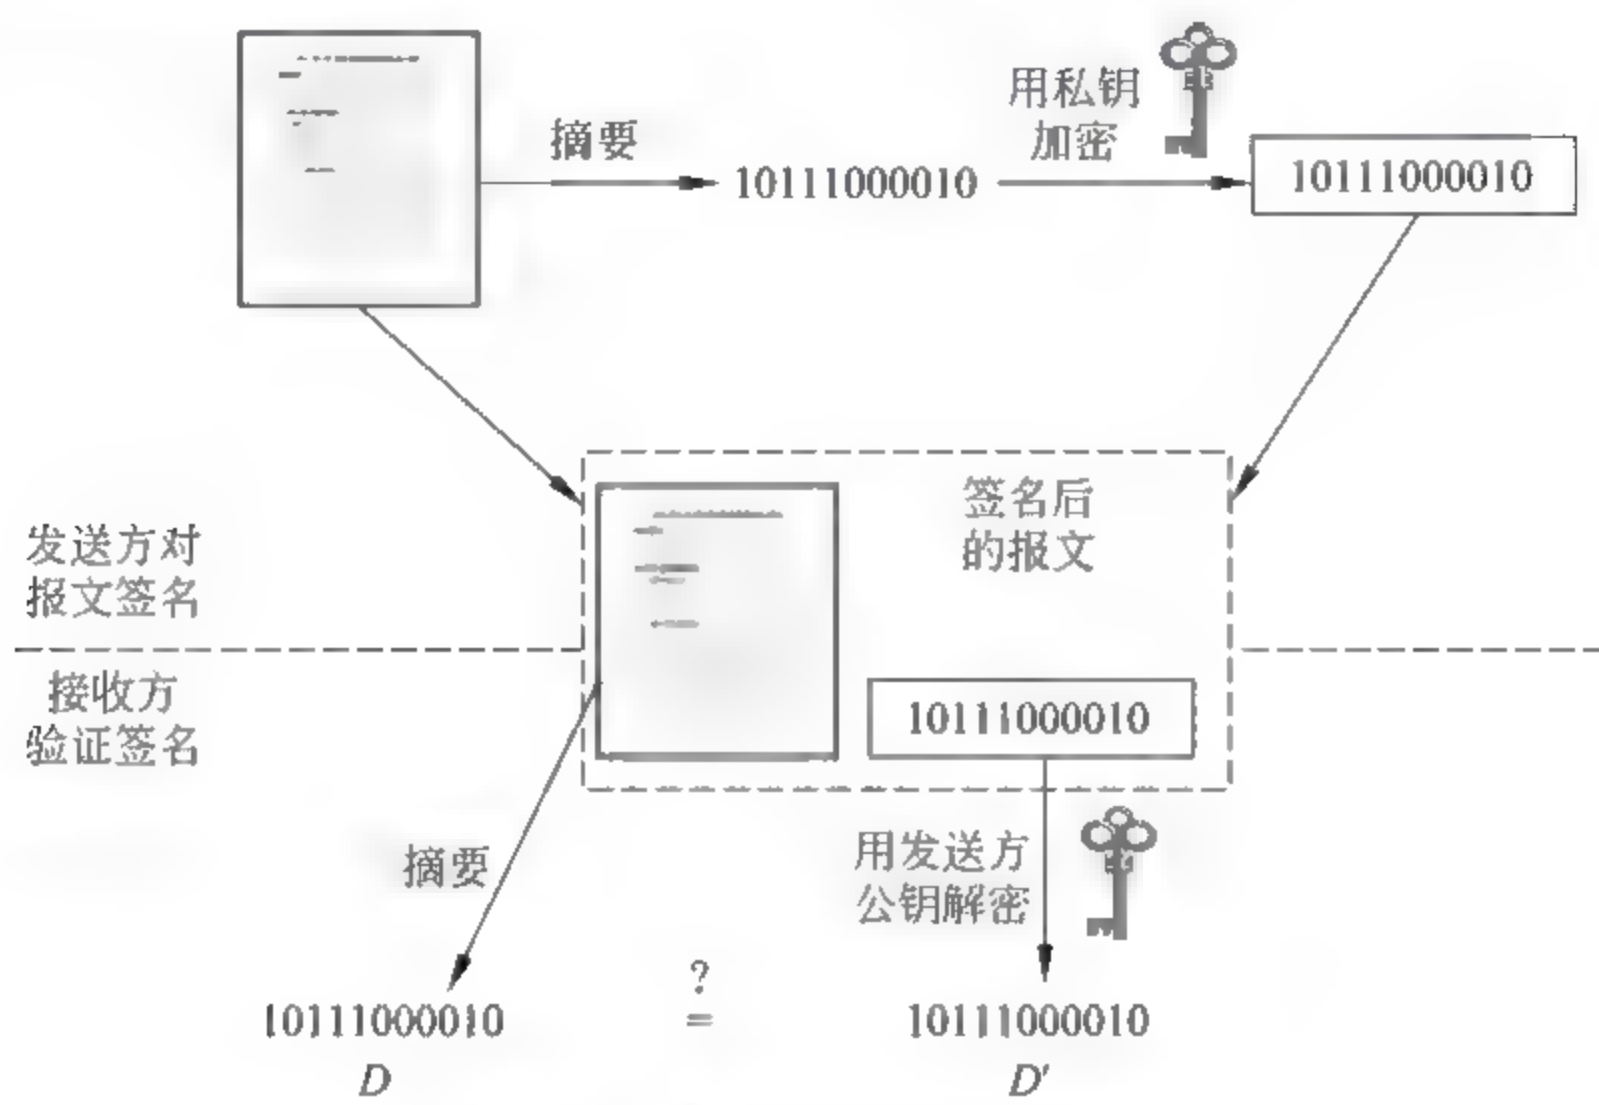 摘要
用私钥
加密
10111000010
10111000010
签名后
的报文
发送方对
报文签名
接收方
验证签名
10111000010
摘要
用发送方
公钥解密
?
=
10111000010
10111000010
D
D'